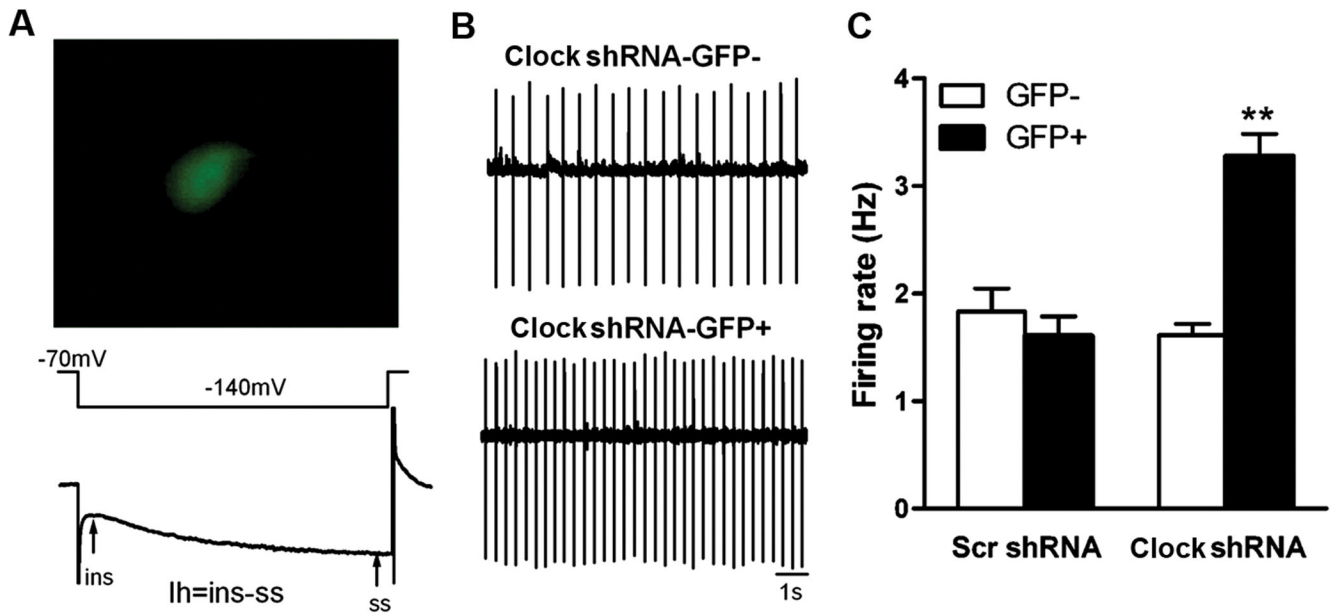 A
-70mV
-140mV
ins
Ih=ins-ss
ss
B
Clock shRNA-GFP-
Clock shRNA-GFP+
1s
C
Firing rate (Hz)
4
3
2
1
0
GFP-
GFP+
**
Scr shRNA
Clock shRNA